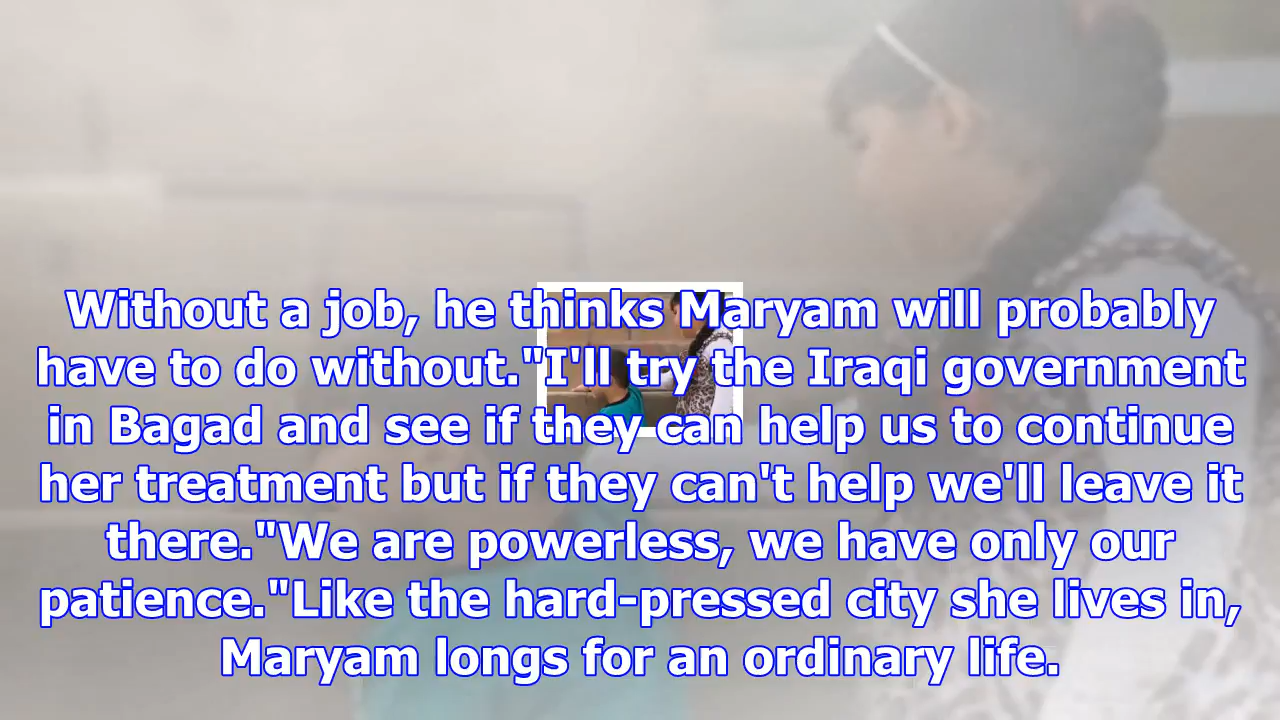 Without a job, he thinks Maryam will probably
have to do without."I'll try the Iraqi government
in Bagad and see if they can help us to continue
her treatment but if they can't help we'll leave it
there."We are powerless, we have only our
patience."Like the hard-pressed city she lives in,
Maryam longs for an ordinary life.